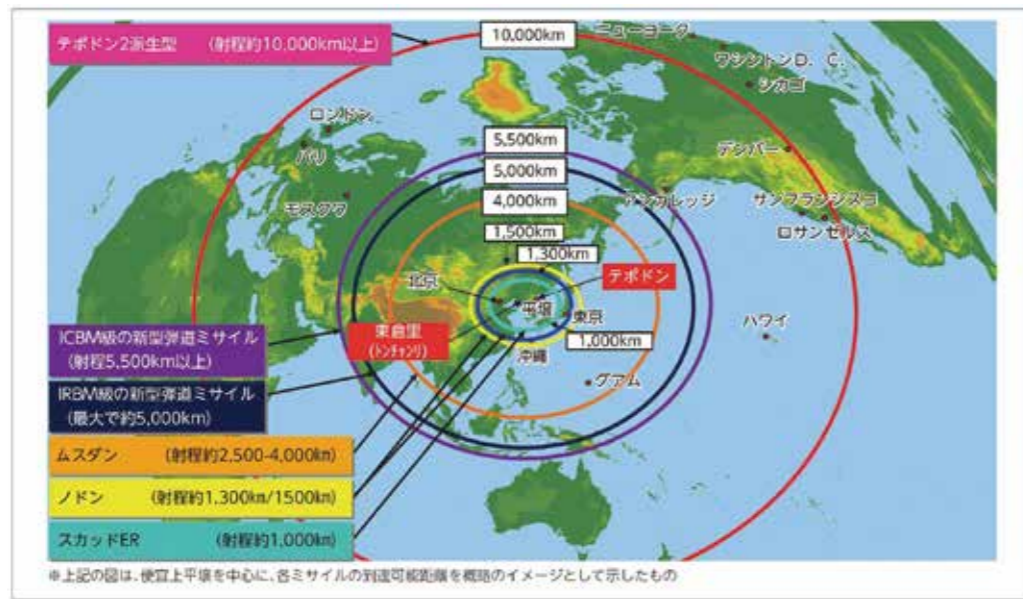 テポドン2派生型 (射程約10,000km以上)
10,000km
ニューヨーク
ワシントンD．C．
シカゴ
ロンドン
パリ
5,500km
デンバー
5,000km
モスクワ
4,000km
アンカレッジ
サンフランシスコ
ロサンゼルス
1,500km
1,300km
北京
テポドン
平壌
東京
ハワイ
東倉里
(トンチャンリ)
1,000km
沖縄
グアム
ICBM級の新型弾道ミサイル
(射程5,500km以上)
IRBM級の新型弾道ミサイル
(最大で約5,000km)
ムスダン (射程約2,500-4,000km)
ノドン (射程約1,300km/1500km)
スカッドER (射程約1,000km)
※上記の図は、便宜上平壌を中心に、各ミサイルの到達可能距離を概略のイメージとして示したもの